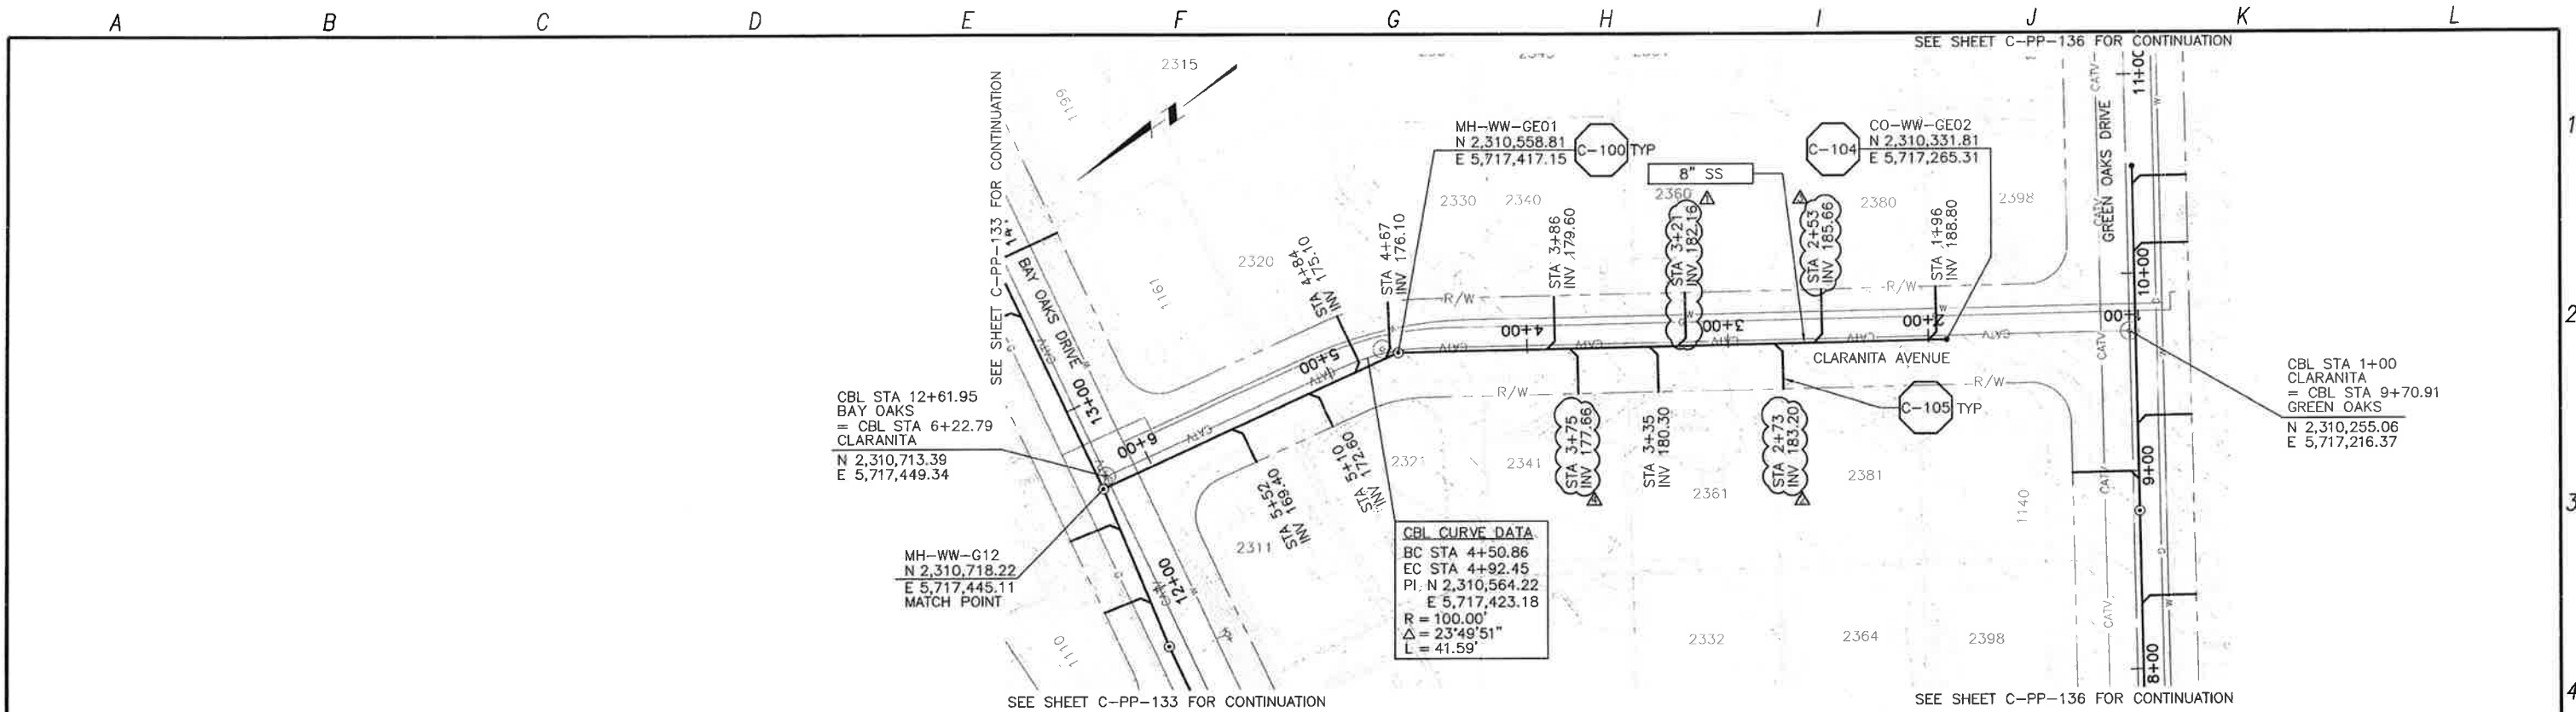 A B C D E F G H I J K L
SEE SHEET C-PP-136 FOR CONTINUATION
1
2
3
4
SEE SHEET C-PP-133 FOR CONTINUATION
1199
2315
MH-WW-GE01
N 2,310,558.81
E 5,717,417.15
C-100 TYP
8" SS
C-104
CO-WW-GE02
N 2,310,331.81
E 5,717,265.31
GREEN OAKS DRIVE
CATV
11+00
10+00
9+00
8+00
2320
2330
2340
2360
2380
2398
1161
STA 4+84
INV 175.10
STA 4+67
INV 176.10
STA 3+86
INV 179.60
STA 3+21
INV 182.16
STA 2+53
INV 185.66
STA 1+96
INV 188.80
R/W
R/W
14+
BAY OAKS DRIVE
13+00
12+00
6+00
5+00
4+00
3+00
2+00
1+00
CATV
CLARANITA AVENUE
R/W
R/W
C-105 TYP
CBL STA 12+61.95
BAY OAKS
= CBL STA 6+22.79
CLARANITA
N 2,310,713.39
E 5,717,449.34
CBL STA 1+00
CLARANITA
= CBL STA 9+70.91
GREEN OAKS
N 2,310,255.06
E 5,717,216.37
STA 5+52
INV 169.40
STA 5+10
INV 172.60
STA 3+75
INV 177.66
STA 3+35
INV 180.30
STA 2+73
INV 183.20
2311
2321
2341
2361
2381
1140
MH-WW-G12
N 2,310,718.22
E 5,717,445.11
MATCH POINT
CBL CURVE DATA
BC STA 4+50.86
EC STA 4+92.45
PI: N 2,310,564.22
E 5,717,423.18
R = 100.00'
Δ = 23°49'51"
L = 41.59'
1110
2332
2364
2398
SEE SHEET C-PP-133 FOR CONTINUATION
SEE SHEET C-PP-136 FOR CONTINUATION